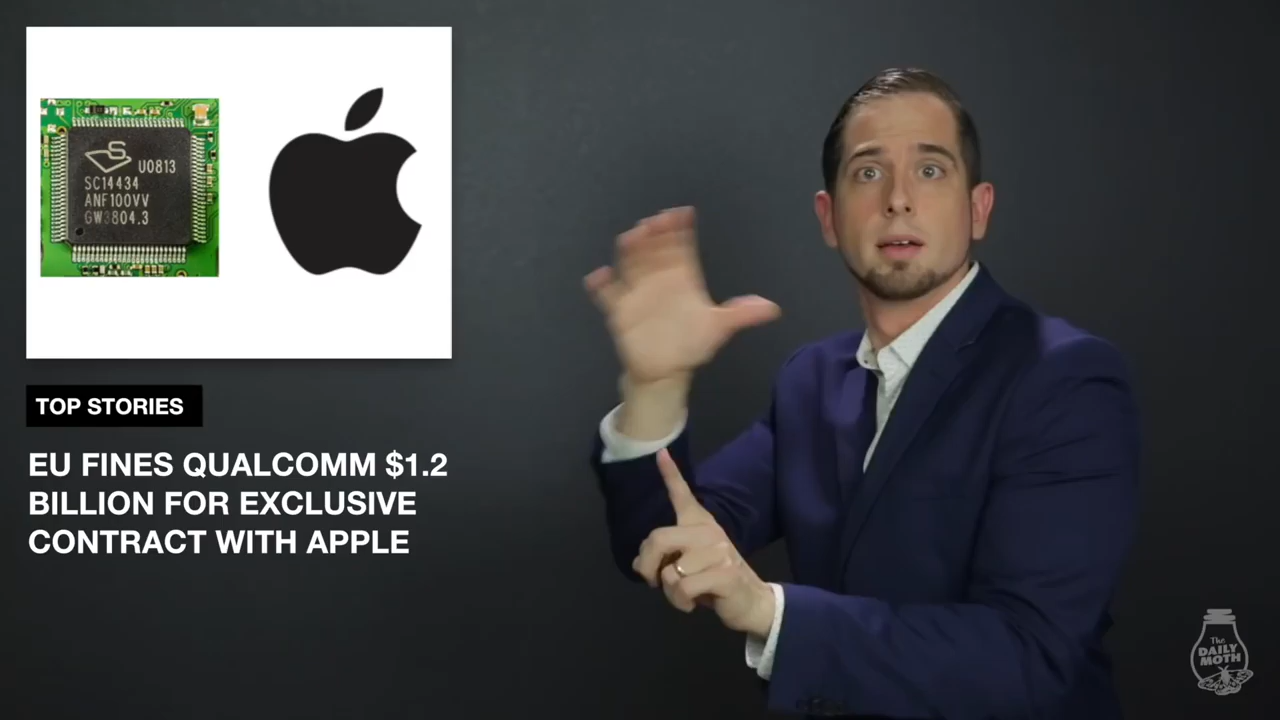 S
U0813
SC14434
ANF100VV
GW3804.3
TOP STORIES
EU FINES QUALCOMM $1.2
BILLION FOR EXCLUSIVE
CONTRACT WITH APPLE
The
DAILY
MOTH